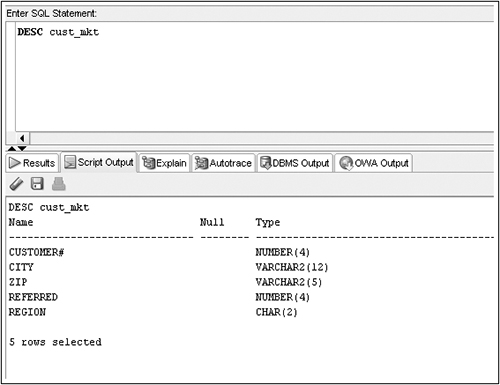 Enter SQL Statement:
DESC cust_mkt
Results Script Output Explain Autotrace DBMS Output OWA Output
DESC cust_mkt
Name Null Type
------------------------------ -------- ----------------------------------
CUSTOMER# NUMBER(4)
CITY VARCHAR2(12)
ZIP VARCHAR2(5)
REFERRED NUMBER(4)
REGION CHAR(2)
5 rows selected